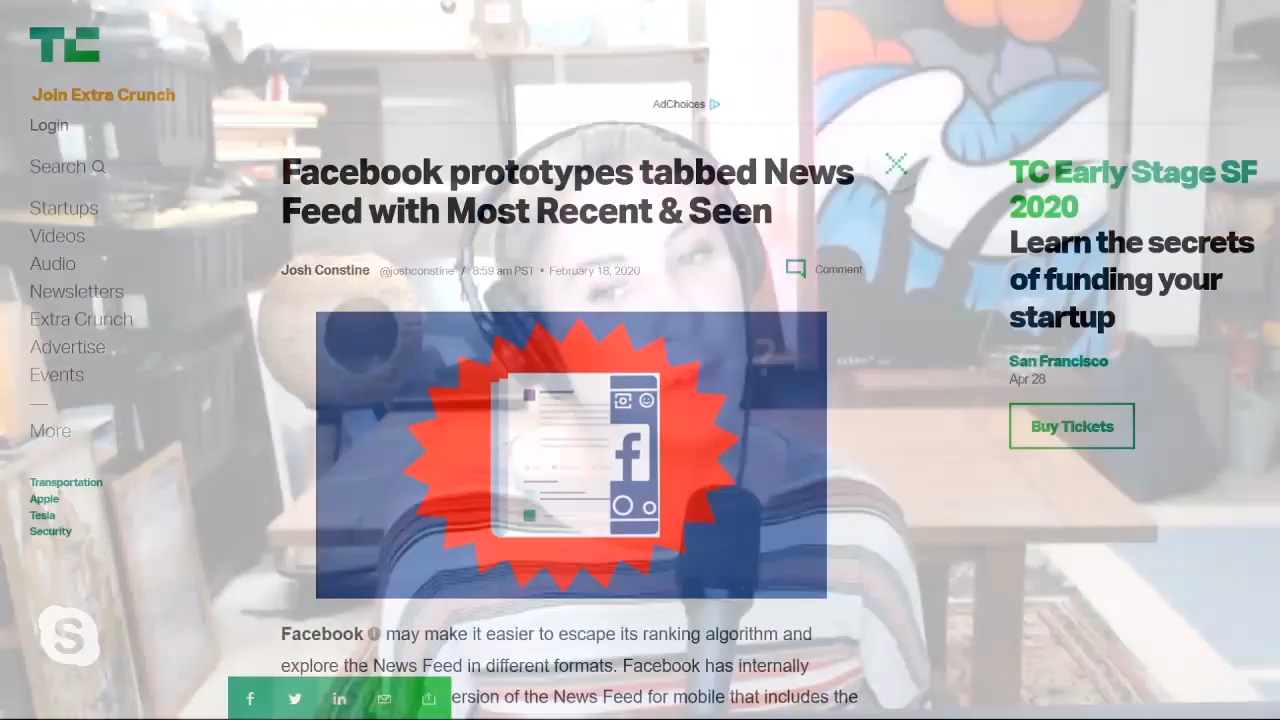 TC
Join Extra Crunch
Login
Search
Startups
Videos
Audio
Newsletters
Extra Crunch
Advertise
Events
—
More
Transportation
Apple
Tesla
Security
AdChoices
Facebook prototypes tabbed News
Feed with Most Recent & Seen
Josh Constine @joshconstine / 8:59 am PST • February 18, 2020
Comment
f
Facebook may make it easier to escape its ranking algorithm and
explore the News Feed in different formats. Facebook has internally
ersion of the News Feed for mobile that includes the
TC Early Stage SF
2020
Learn the secrets
of funding your
startup
San Francisco
Apr 28
Buy Tickets
S
f
in